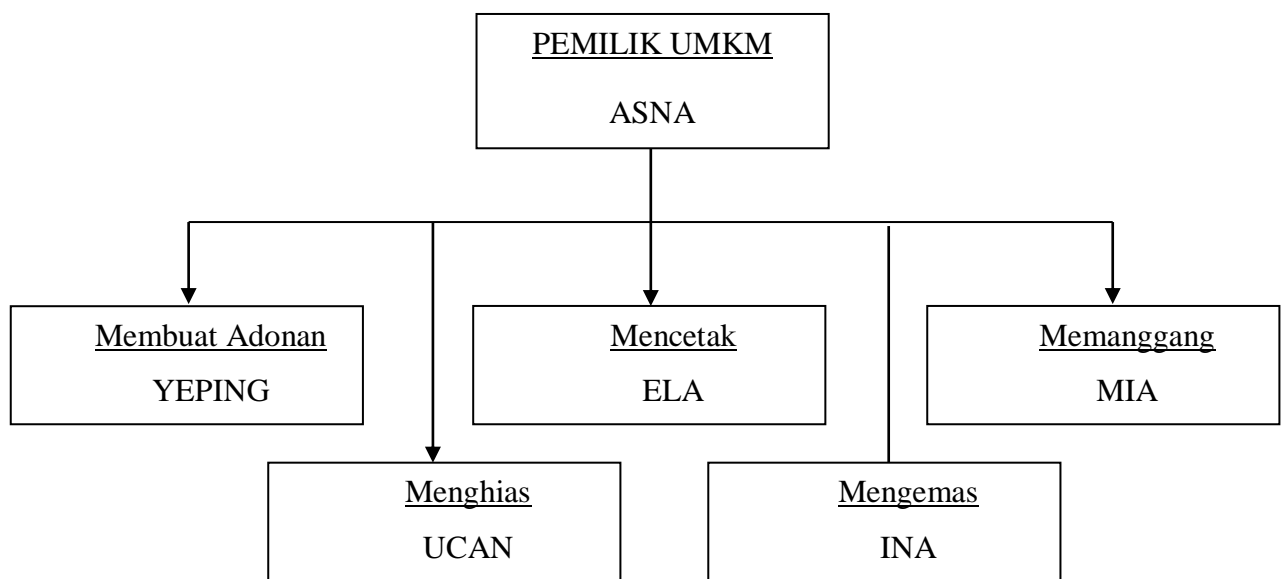 PEMILIK UMKM
ASNA
Membuat Adonan
YEPING
Mencetak
ELA
Memanggang
MIA
Menghias
UCAN
Mengemas
INA